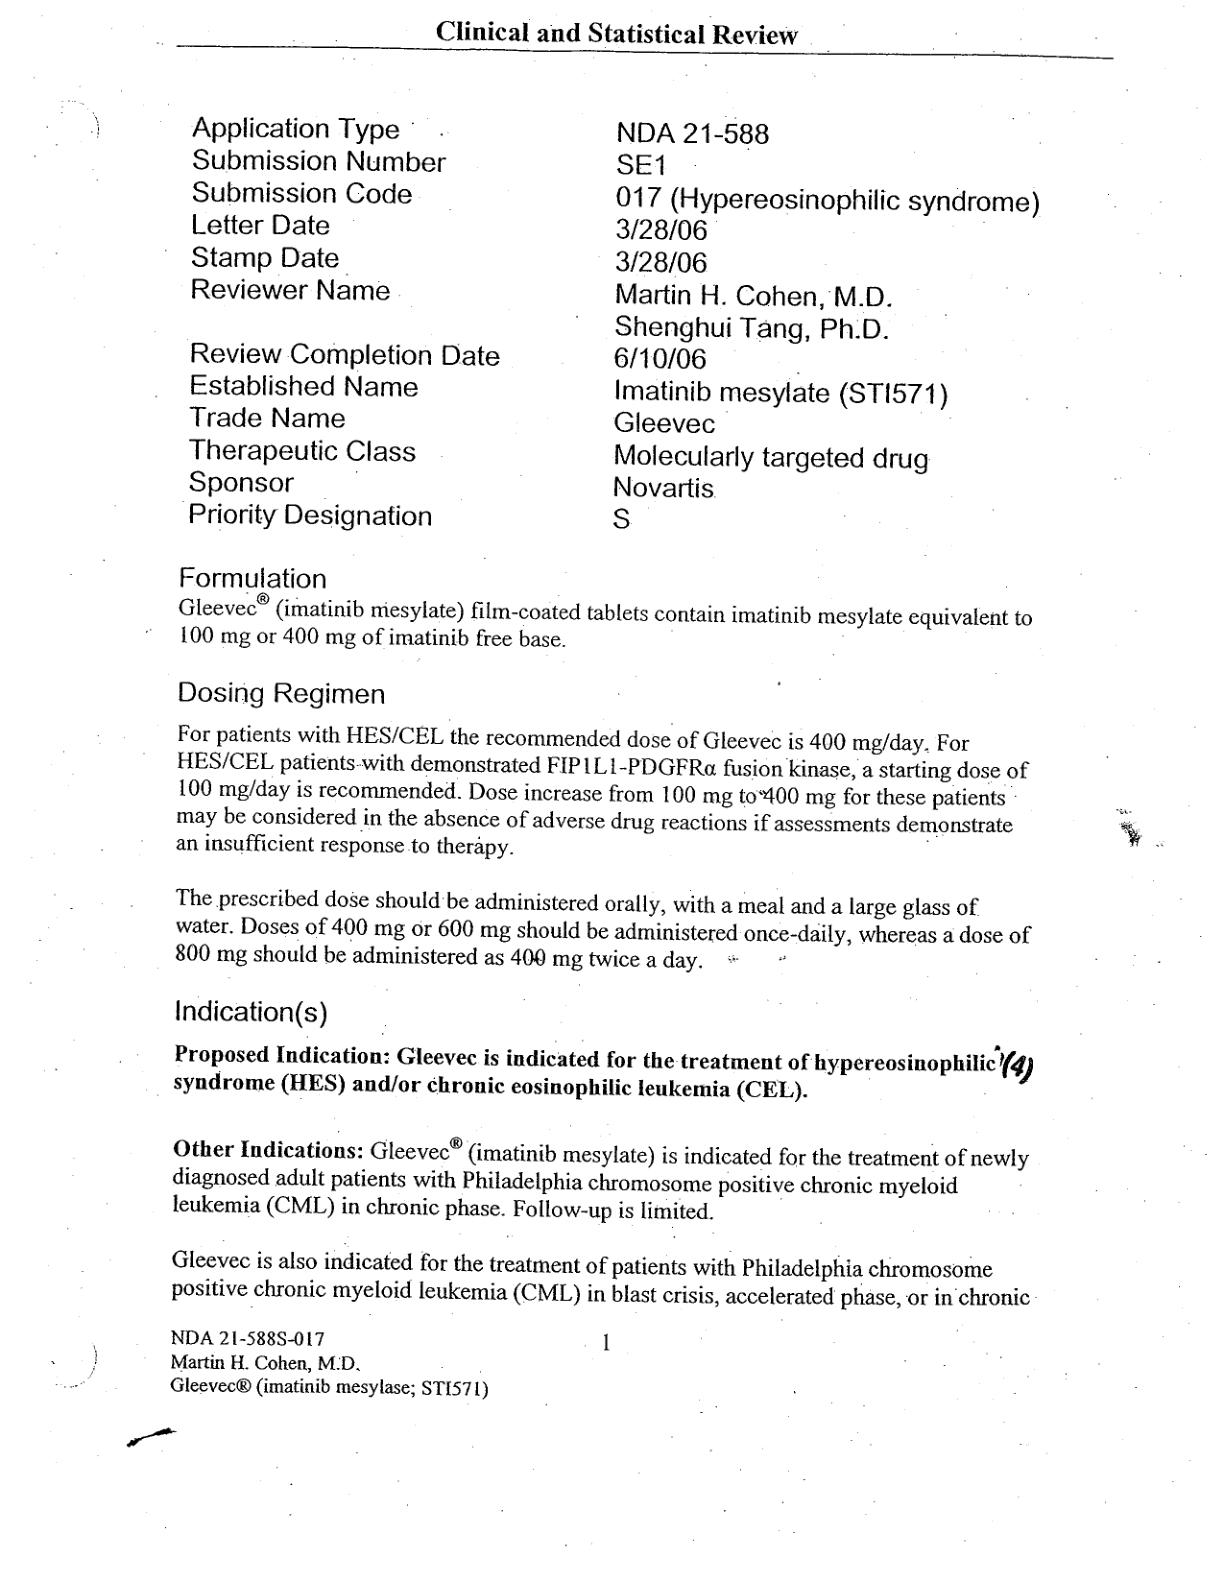 Clinical and Statistical Review
Application Type NDA 21-588
Submission Number SE1
Submission Code 017 (Hypereosinophilic syndrome)
Letter Date 3/28/06
Stamp Date 3/28/06
Reviewer Name Martin H. Cohen, M.D.
Shenghui Tang, Ph.D.
Review Completion Date 6/10/06
Established Name Imatinib mesylate (STI571)
Trade Name Gleevec
Therapeutic Class Molecularly targeted drug
Sponsor Novartis
Priority Designation S
Formulation
Gleevec® (imatinib mesylate) film-coated tablets contain imatinib mesylate equivalent to
100 mg or 400 mg of imatinib free base.
Dosing Regimen
For patients with HES/CEL the recommended dose of Gleevec is 400 mg/day. For
HES/CEL patients with demonstrated FIP1L1-PDGFRα fusion kinase, a starting dose of
100 mg/day is recommended. Dose increase from 100 mg to 400 mg for these patients
may be considered in the absence of adverse drug reactions if assessments demonstrate
an insufficient response to therapy.
The prescribed dose should be administered orally, with a meal and a large glass of
water. Doses of 400 mg or 600 mg should be administered once-daily, whereas a dose of
800 mg should be administered as 400 mg twice a day.
Indication(s)
Proposed Indication: Gleevec is indicated for the treatment of hypereosinophilic (4)
syndrome (HES) and/or chronic eosinophilic leukemia (CEL).
Other Indications: Gleevec® (imatinib mesylate) is indicated for the treatment of newly
diagnosed adult patients with Philadelphia chromosome positive chronic myeloid
leukemia (CML) in chronic phase. Follow-up is limited.
Gleevec is also indicated for the treatment of patients with Philadelphia chromosome
positive chronic myeloid leukemia (CML) in blast crisis, accelerated phase, or in chronic
NDA 21-588S-017 1
Martin H. Cohen, M.D.
Gleevec® (imatinib mesylase; STI571)